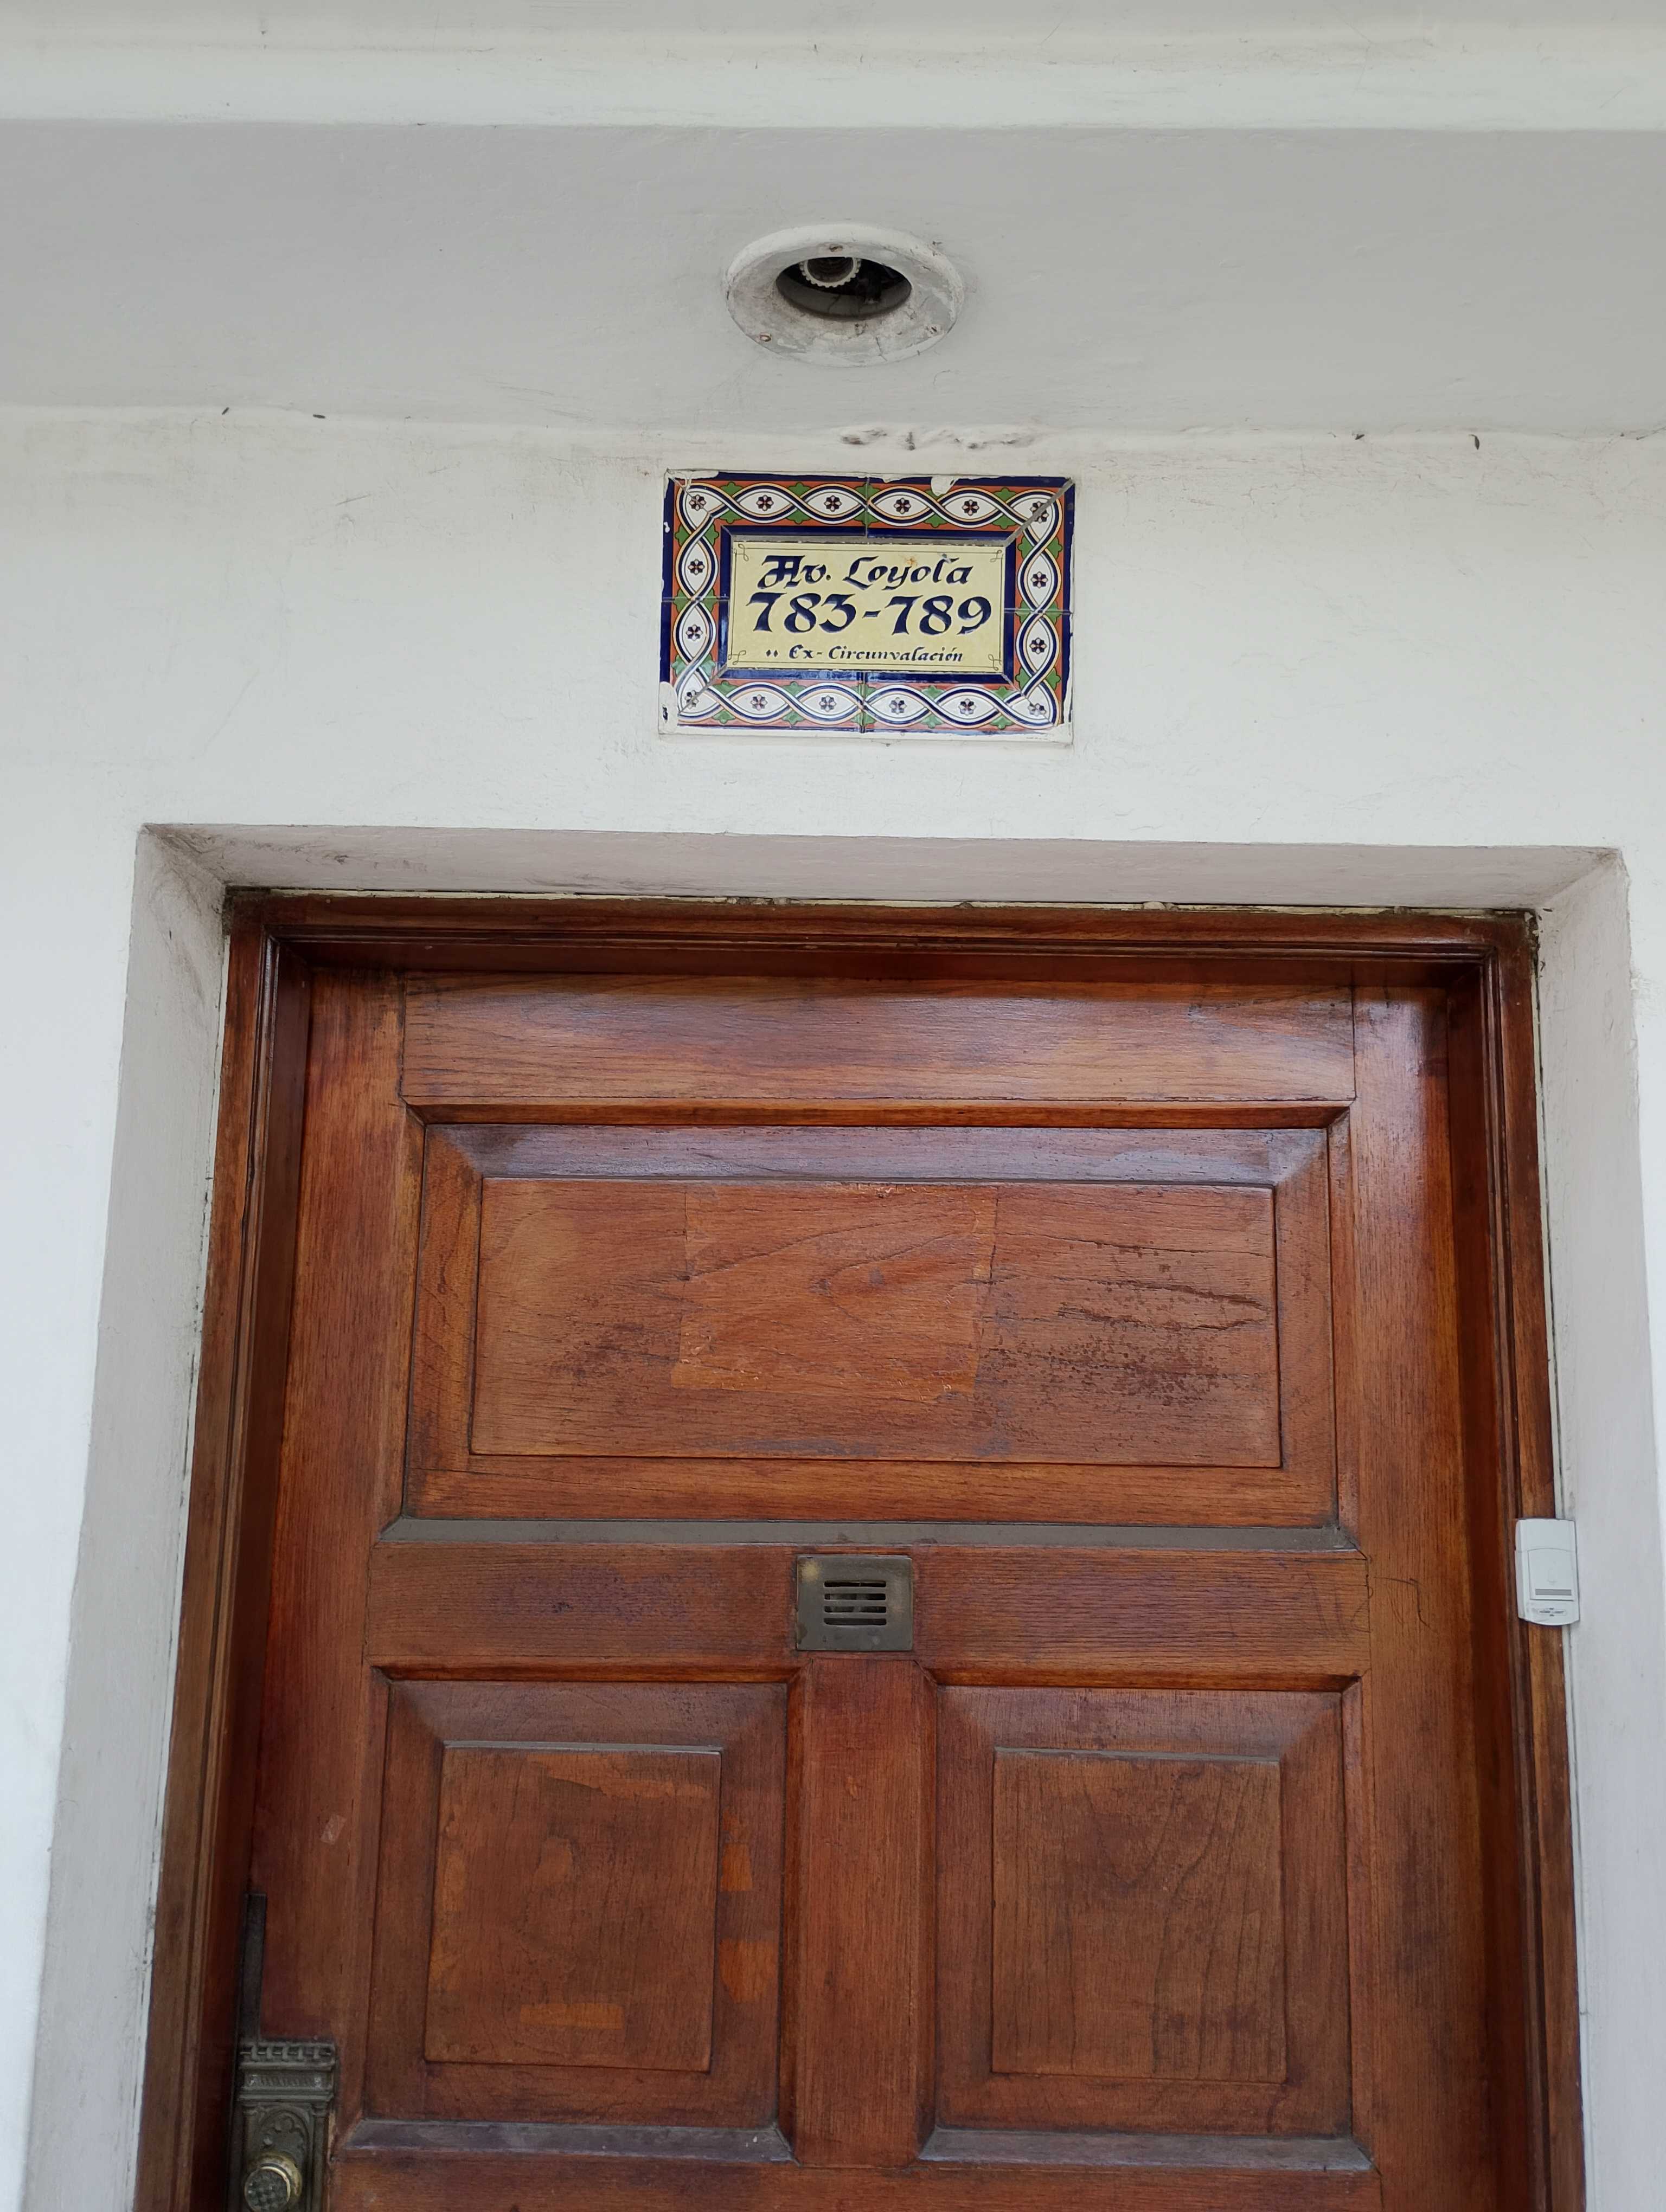 Av. Loyola
783-789
Ex-Circunvalación